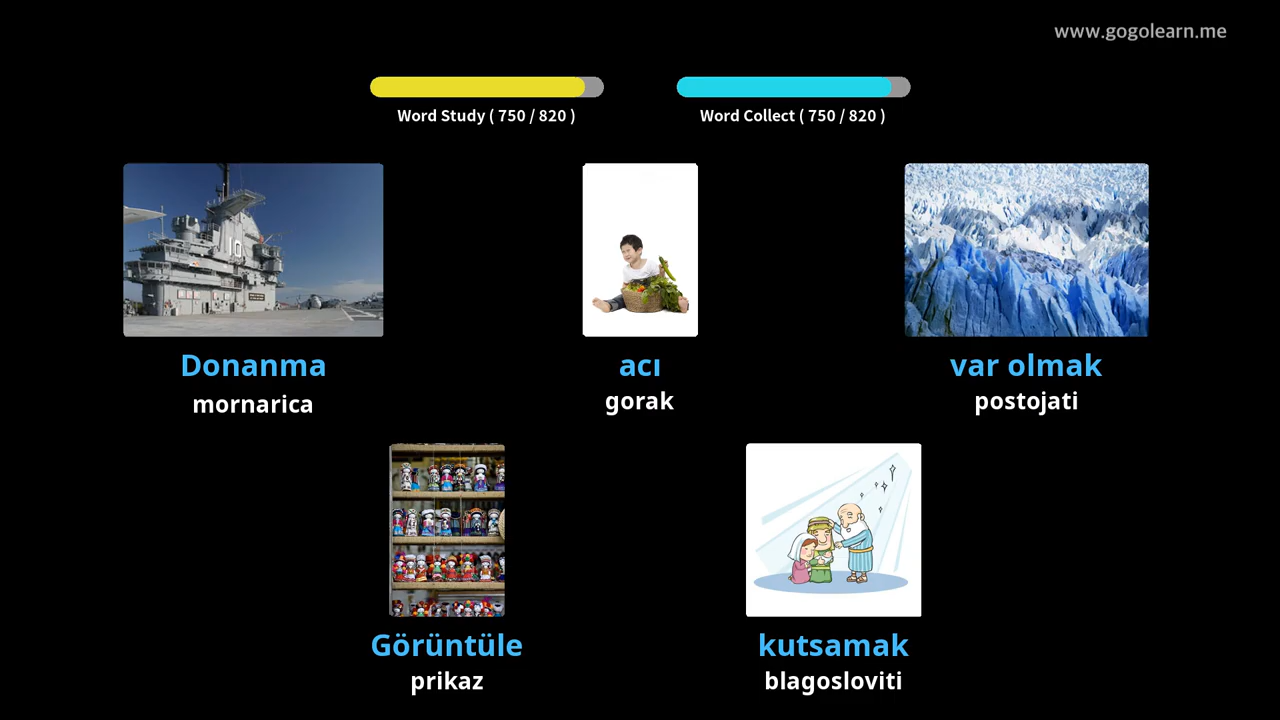 www.gogolearn.me
Word Study ( 750 / 820 )
Word Collect ( 750 / 820 )
10
Donanma
acı
var olmak
mornarica
gorak
postojati
Görüntüle
kutsamak
prikaz
blagosloviti